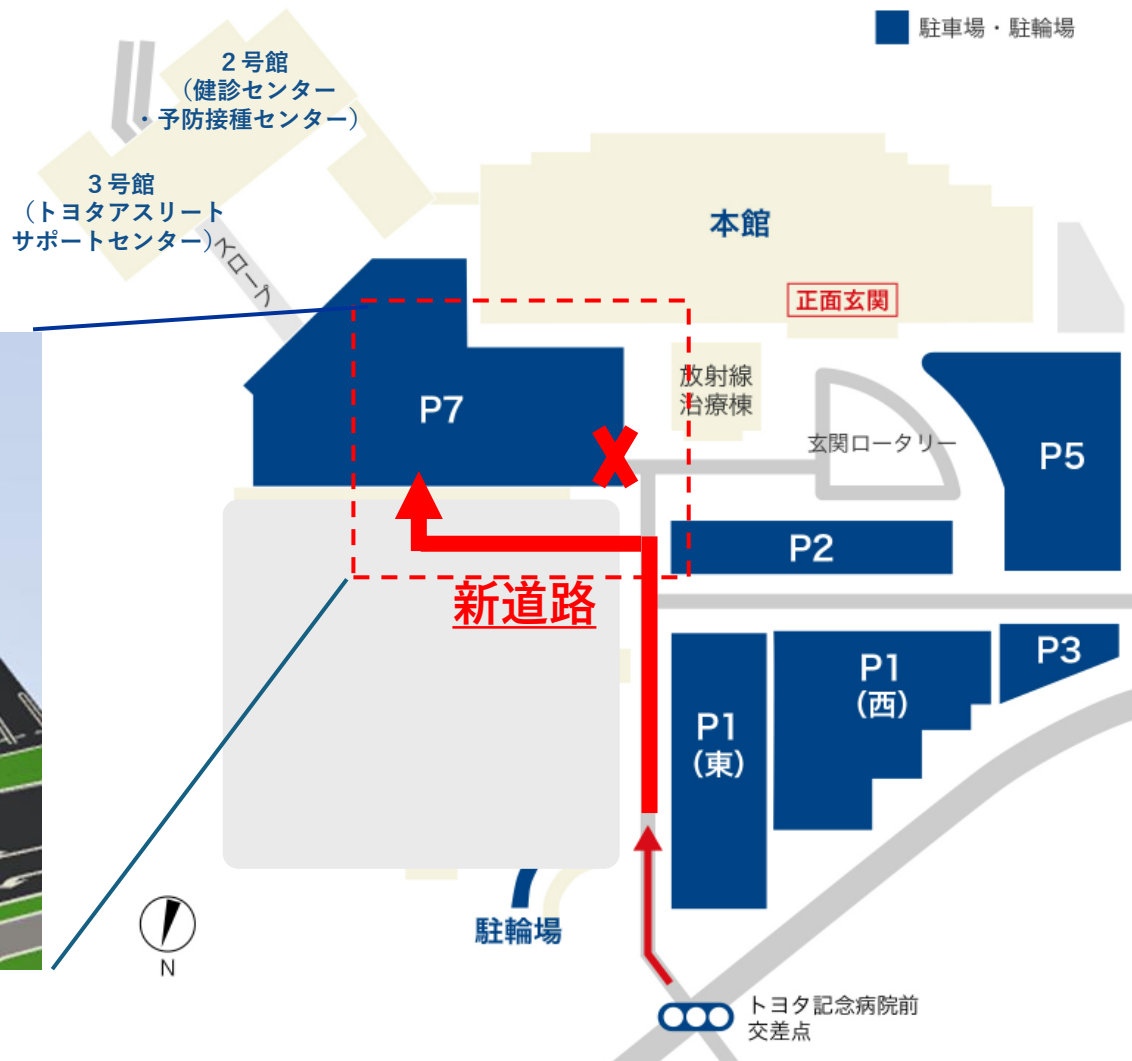 駐車場・駐輪場
２号館
（健診センター
・予防接種センター）
３号館
（トヨタアスリート
サポートセンター）
スロープ
本館
正面玄関
放射線
治療棟
玄関ロータリー
P7
P5
P2
新道路
P3
P1
（西）
P1
（東）
駐輪場
N
トヨタ記念病院前
交差点